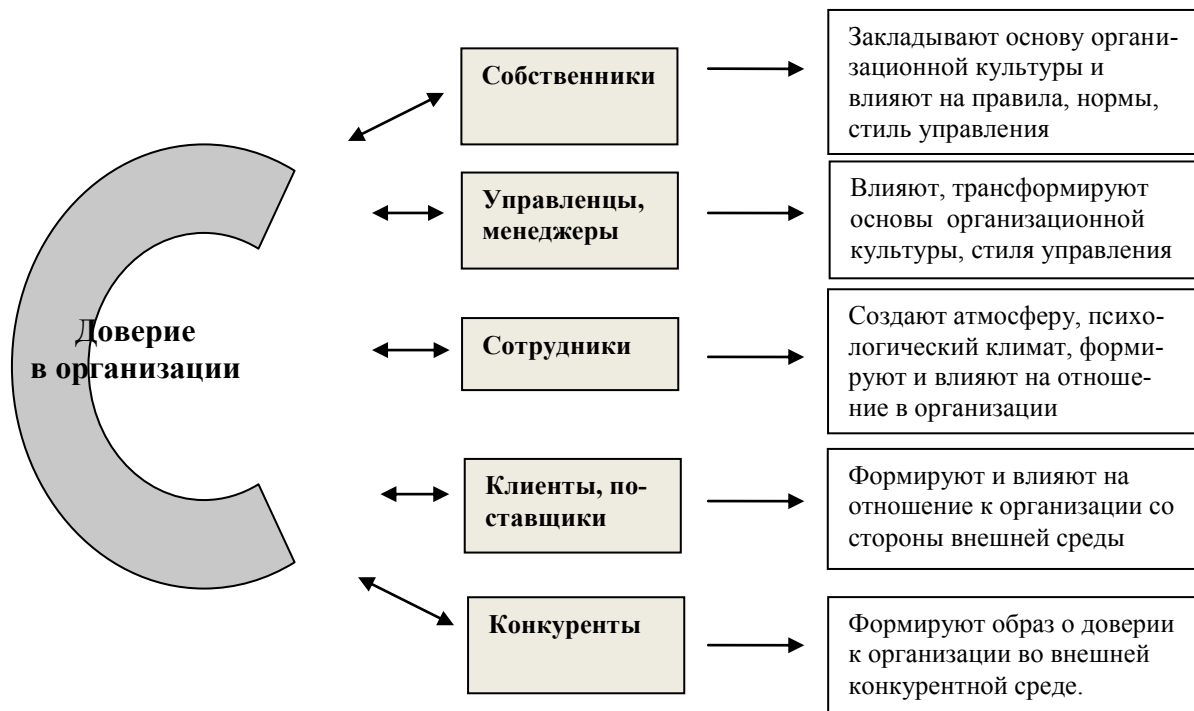 Собственники
Закладывают основу органи-
зационной культуры и
влияют на правила, нормы,
стиль управления
Управленцы,
менеджеры
Влияют, трансформируют
основы организационной
культуры, стиля управления
Доверие
в организации
Сотрудники
Создают атмосферу, психо-
логический климат, форми-
руют и влияют на отноше-
ние в организации
Клиенты, по-
ставщики
Формируют и влияют на
отношение к организации со
стороны внешней среды
Конкуренты
Формируют образ о доверии
к организации во внешней
конкурентной среде.